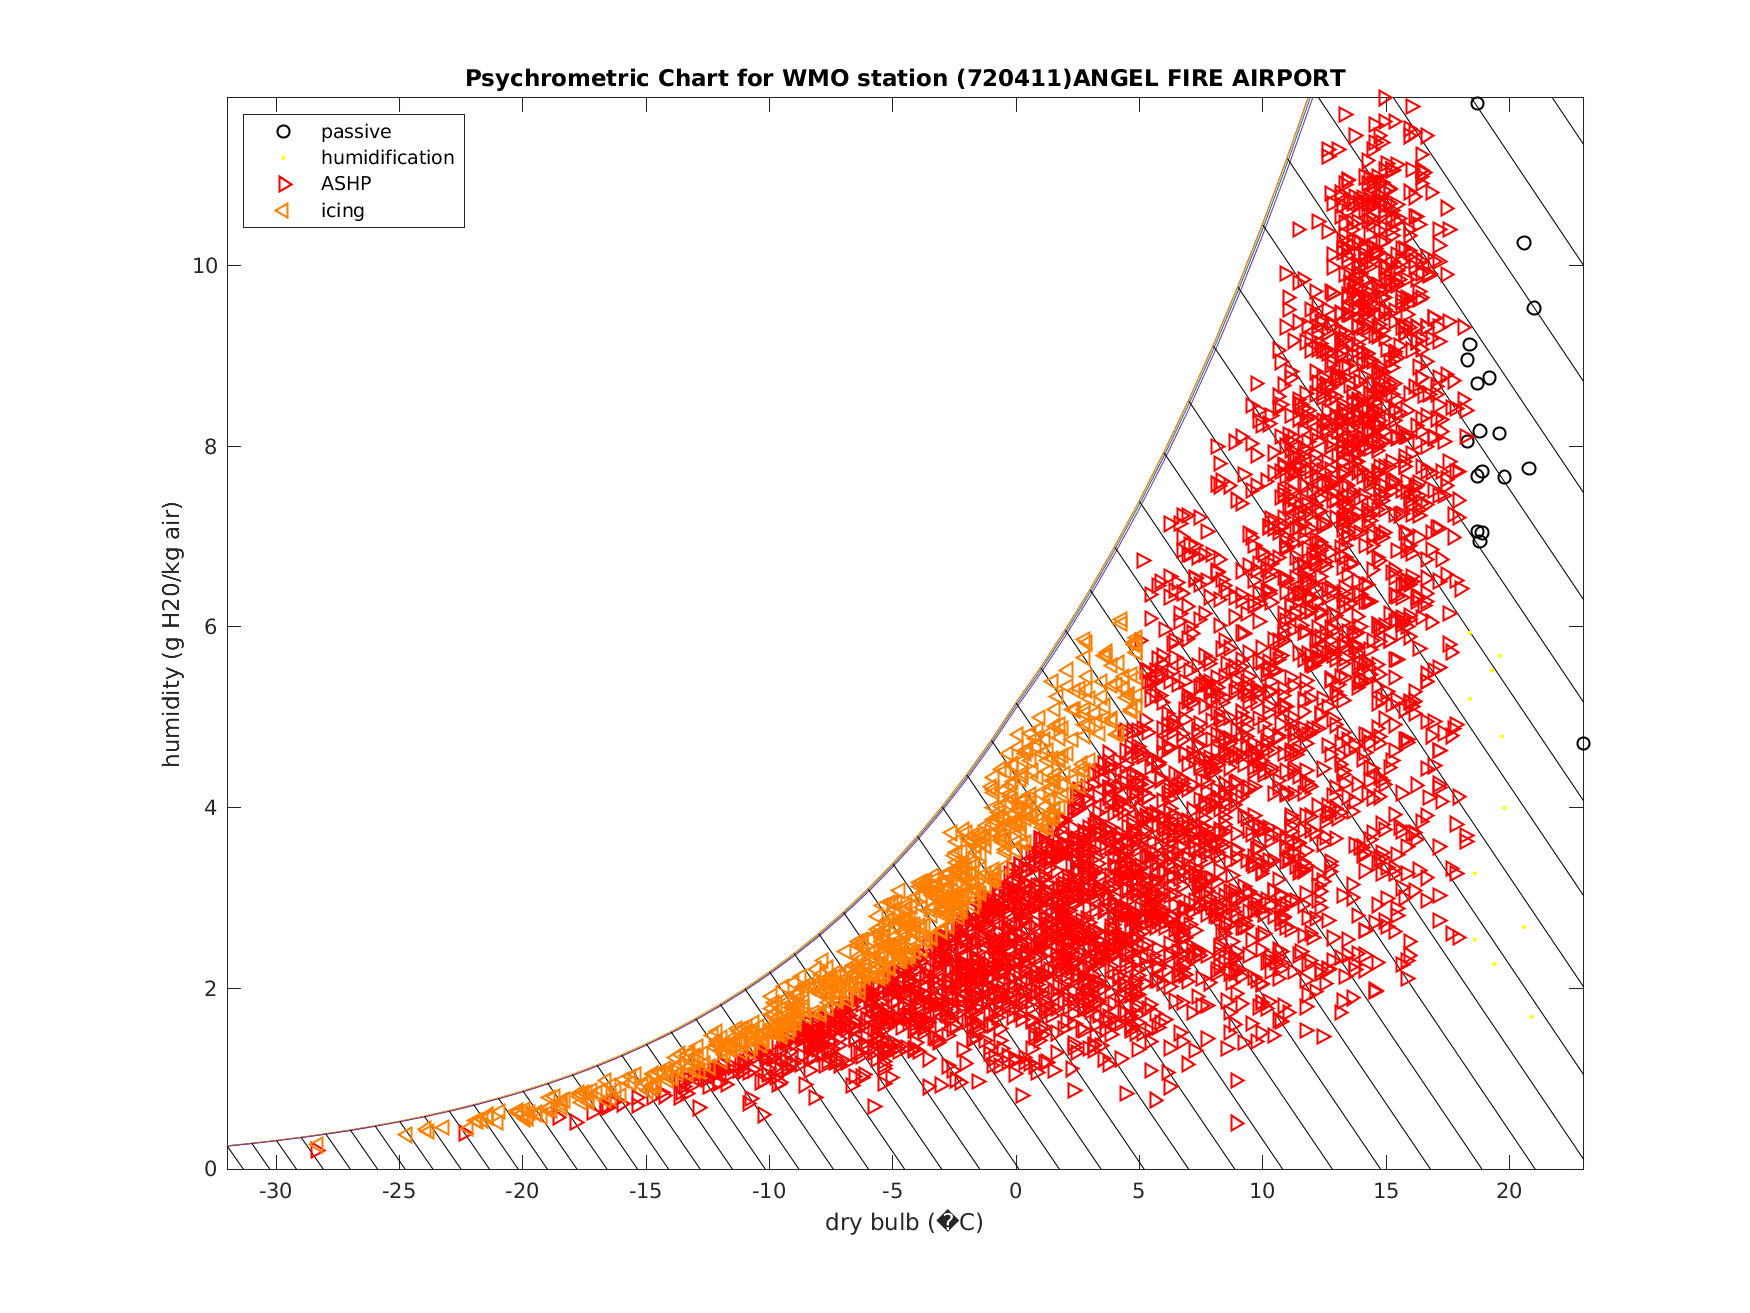 Psychrometric Chart for WMO station (720411)ANGEL FIRE AIRPORT
passive
humidification
ASHP
icing
humidity (g H20/kg air)
10
8
6
4
2
0
-30 -25 -20 -15 -10 -5 0 5 10 15 20
dry bulb (�C)